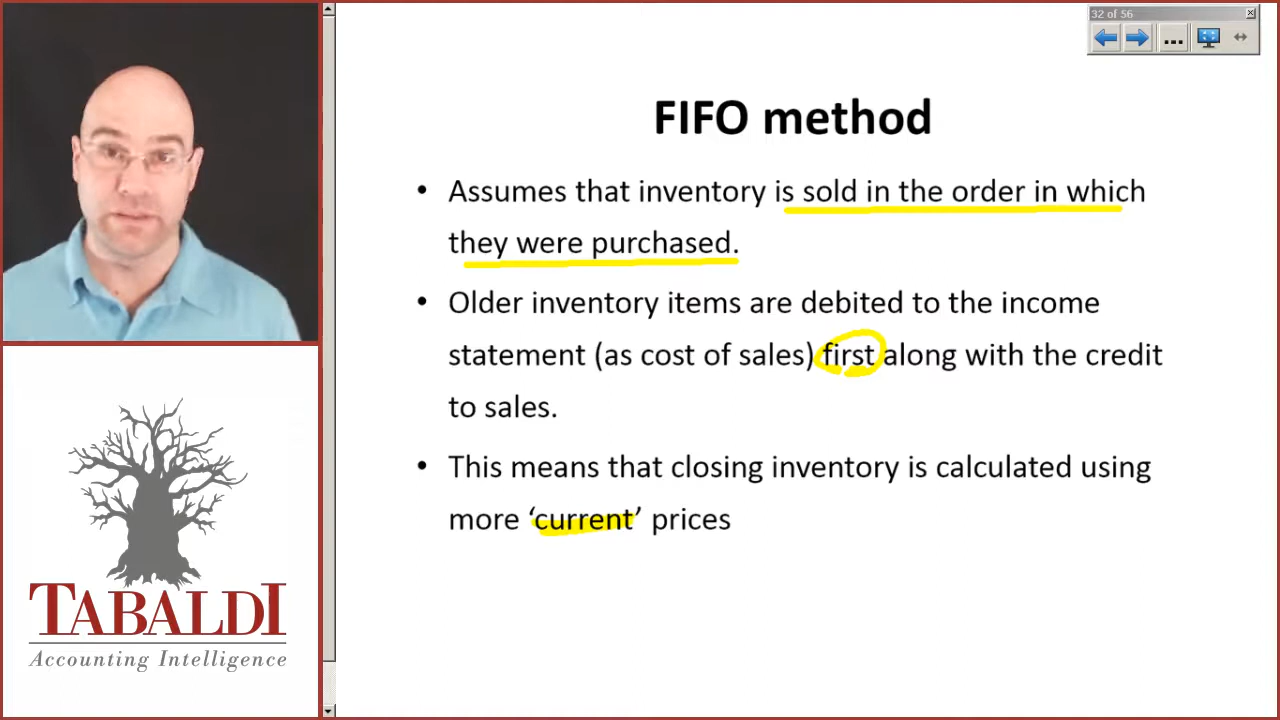 32 of 56
...
FIFO method
• Assumes that inventory is sold in the order in which
they were purchased.
• Older inventory items are debited to the income
statement (as cost of sales) first along with the credit
to sales.
• This means that closing inventory is calculated using
more ‘current’ prices
TABALDI
Accounting Intelligence